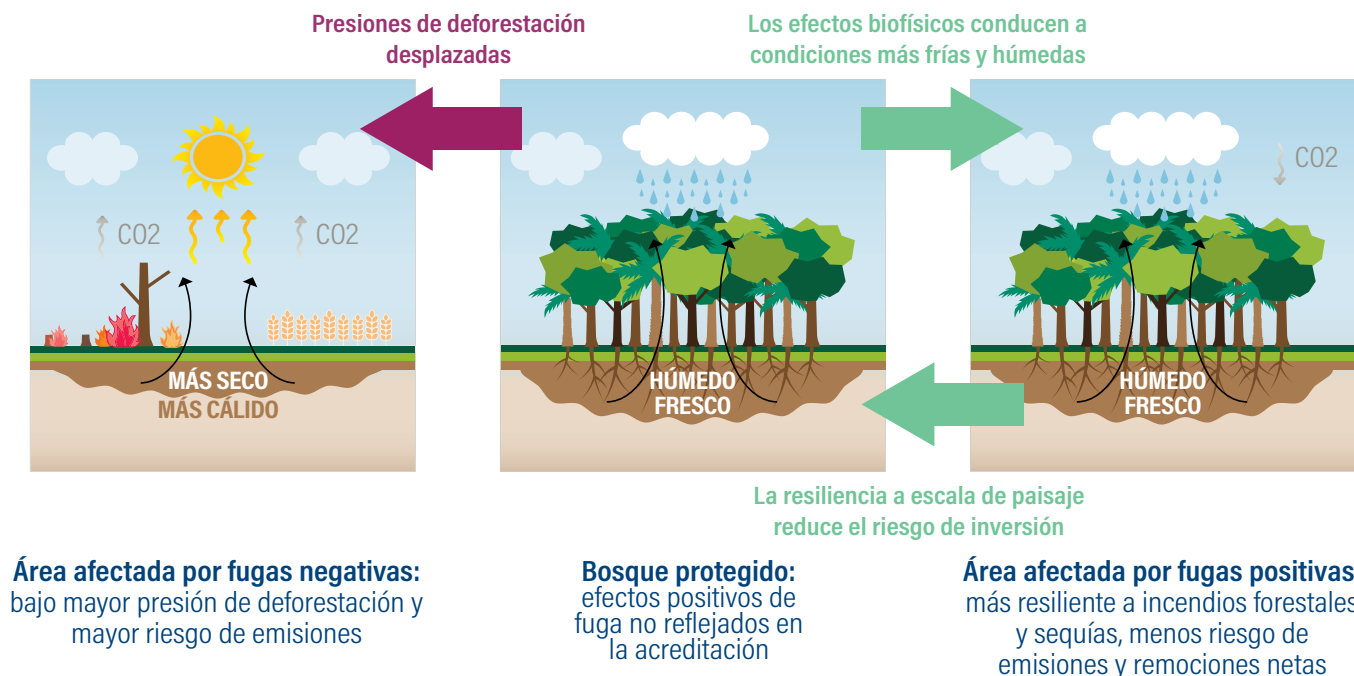 Presiones de deforestación
desplazadas
Los efectos biofísicos conducen a
condiciones más frías y húmedas
CO2
CO2
CO2
MÁS SECO
MÁS CÁLIDO
HÚMEDO
FRESCO
HÚMEDO
FRESCO
La resiliencia a escala de paisaje
reduce el riesgo de inversión
Área afectada por fugas negativas:
bajo mayor presión de deforestación y
mayor riesgo de emisiones
Bosque protegido:
efectos positivos de
fuga no reflejados en
la acreditación
Área afectada por fugas positivas
más resiliente a incendios forestales
y sequías, menos riesgo de
emisiones y remociones netas